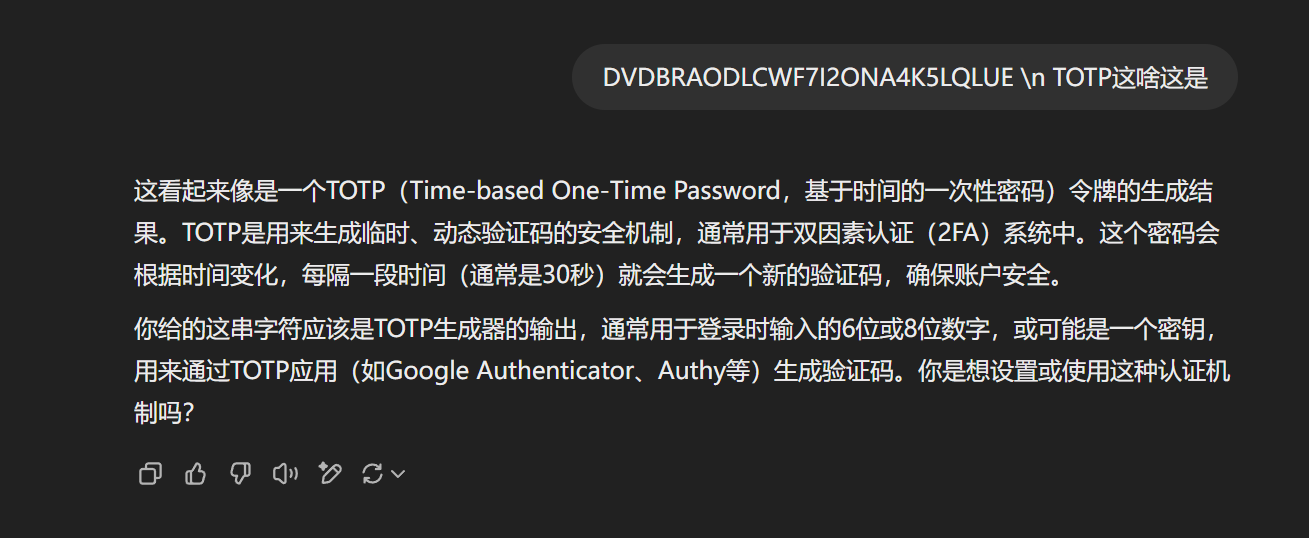 DVDBRAODLCWF7I2ONA4K5LQLUE \n TOTP这啥这是
这看起来像是一个TOTP（Time-based One-Time Password，基于时间的一次性密码）令牌的生成结
果。TOTP是用来生成临时、动态验证码的安全机制，通常用于双因素认证（2FA）系统中。这个密码会
根据时间变化，每隔一段时间（通常是30秒）就会生成一个新的验证码，确保账户安全。
你给的这串字符应该是TOTP生成器的输出，通常用于登录时输入的6位或8位数字，或可能是一个密钥，
用来通过TOTP应用（如Google Authenticator、Authy等）生成验证码。你是想设置或使用这种认证机
制吗？